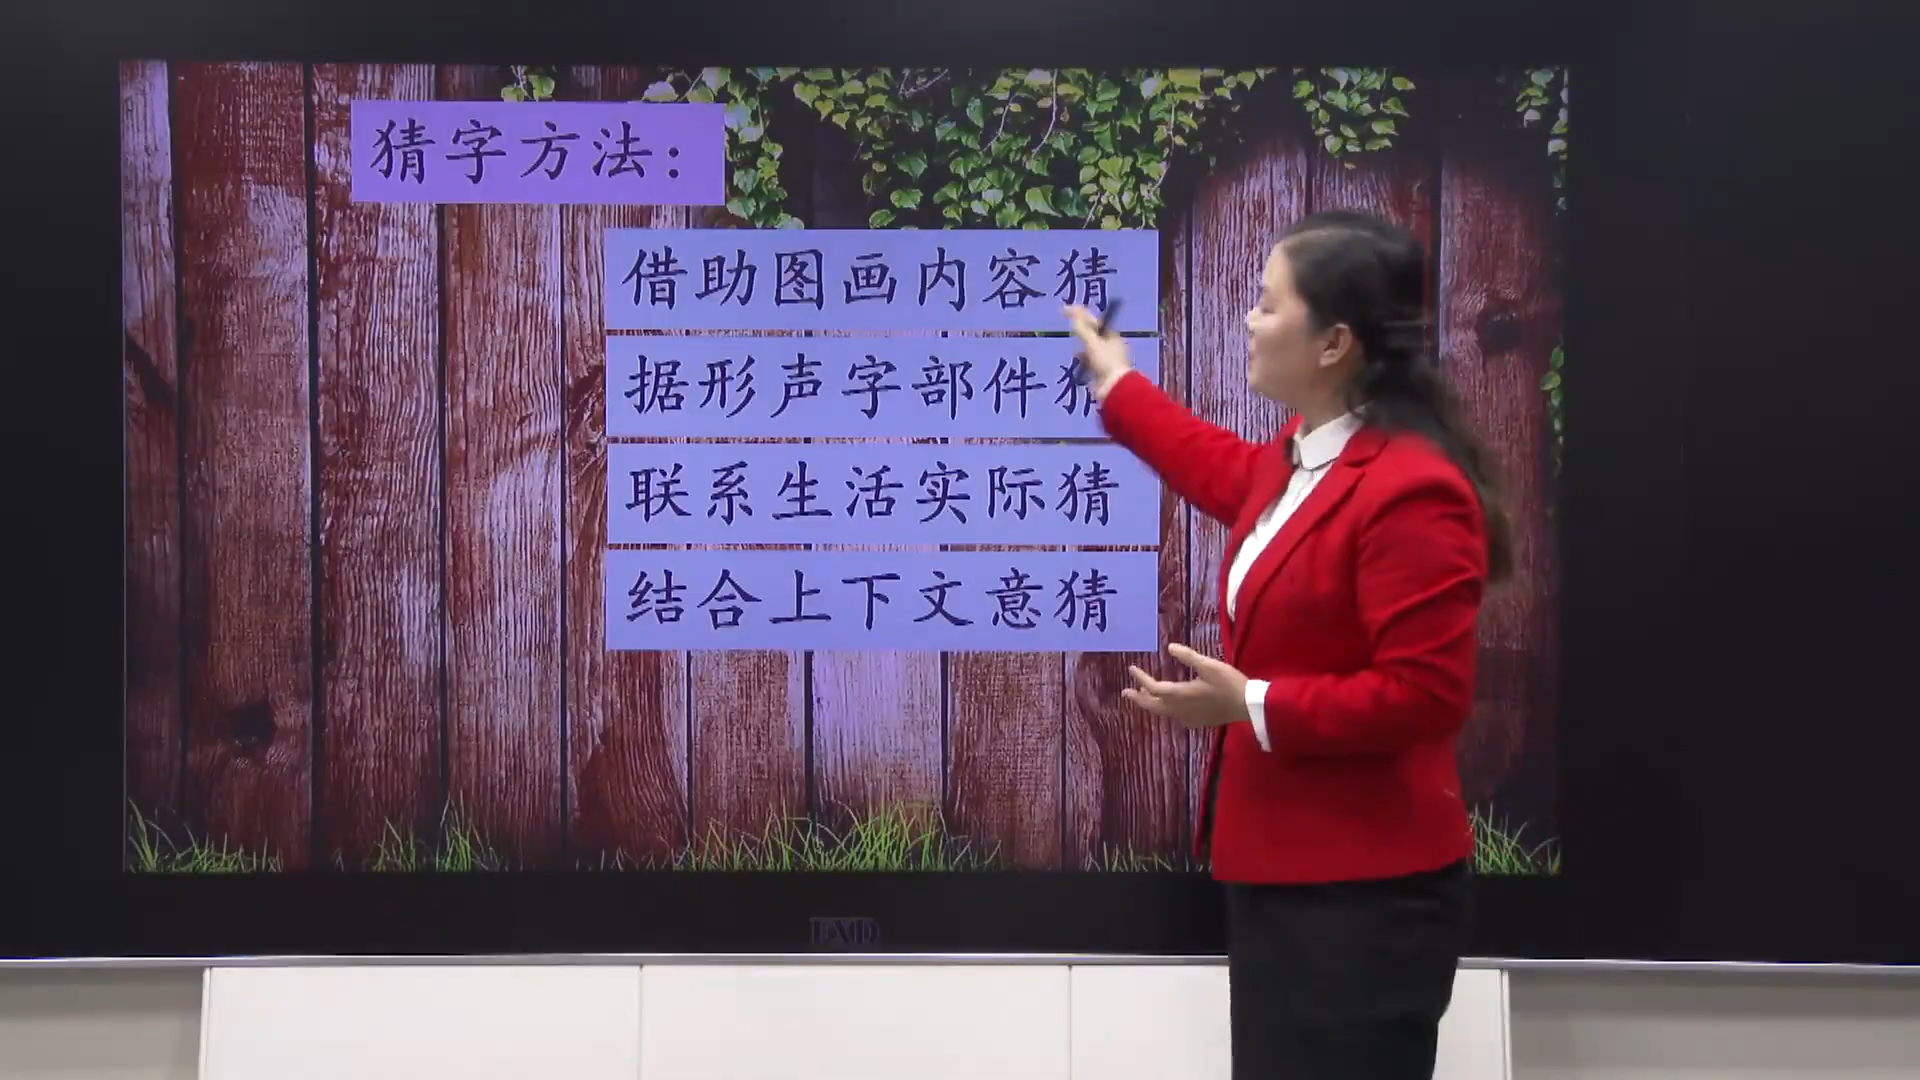 猜字方法：
借助图画内容猜
据形声字部件猜
联系生活实际猜
结合上下文意猜